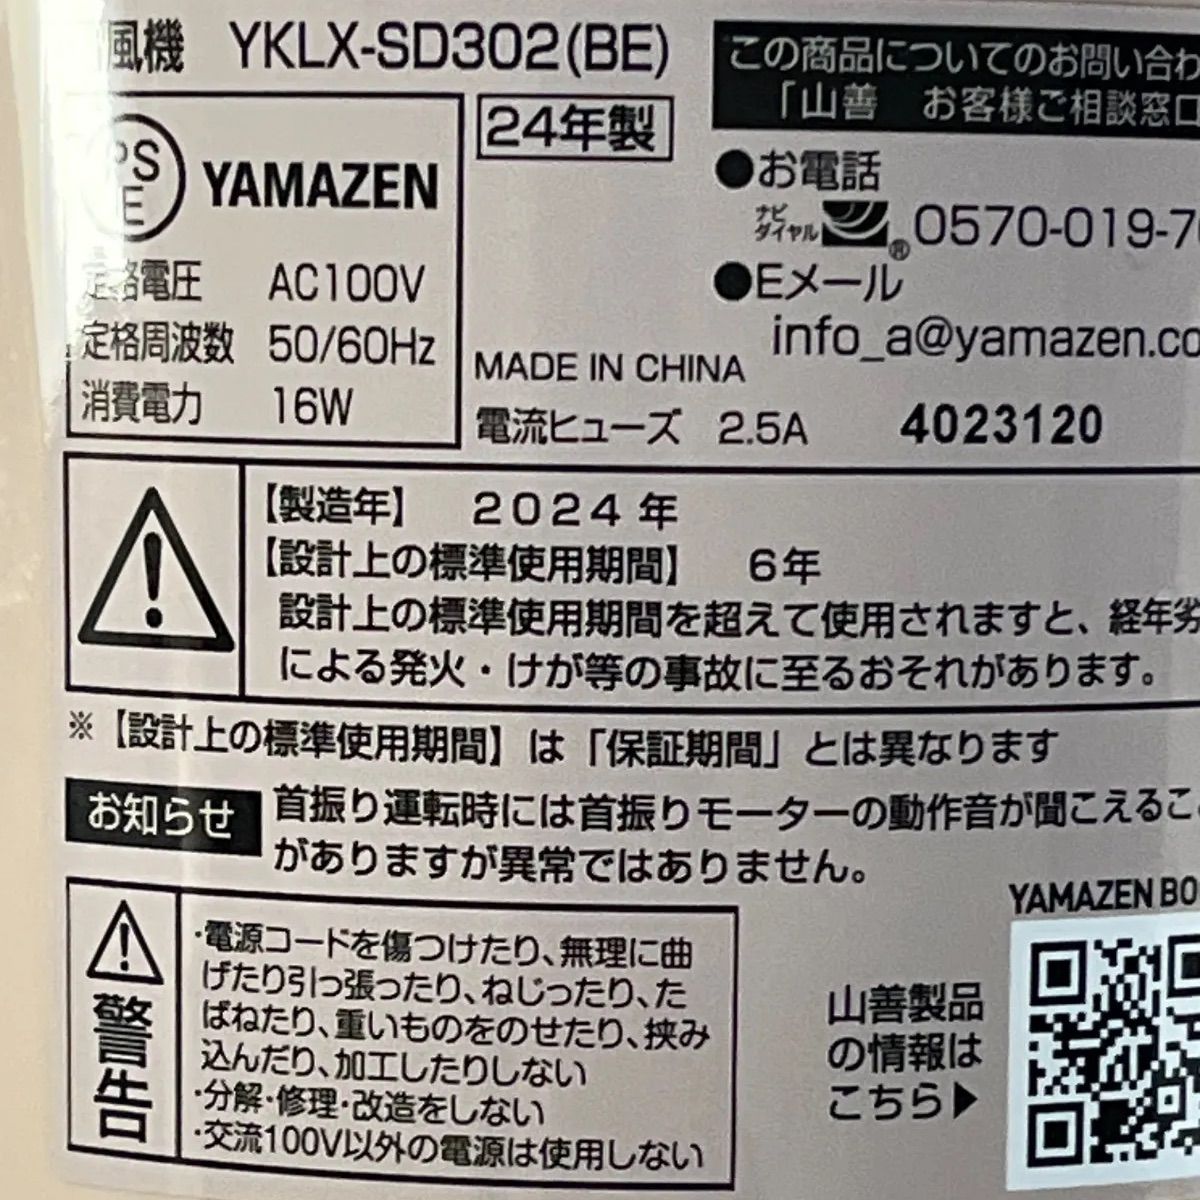 風機 YKLX-SD302(BE)
PS
E
YAMAZEN
定格電圧 AC100V
定格周波数 50/60Hz
消費電力 16W
24年製
MADE IN CHINA
電流ヒューズ 2.5A 4023120
この商品についてのお問い合わ
「山善 お客様ご相談窓口
●お電話
ナビ
ダイヤル ® 0570-019-7
●Eメール
info_a@yamazen.co
【製造年】 2024年
【設計上の標準使用期間】 6年
設計上の標準使用期間を超えて使用されますと、経年劣
による発火・けが等の事故に至るおそれがあります。
※【設計上の標準使用期間】は「保証期間」とは異なります
お知らせ
首振り運転時には首振りモーターの動作音が聞こえるこ
がありますが異常ではありません。
警告
・電源コードを傷つけたり、無理に曲
げたり引っ張ったり、ねじったり、た
ばねたり、重いものをのせたり、挟み
込んだり、加工したりしない
・分解・修理・改造をしない
・交流100V以外の電源は使用しない
YAMAZEN BO
山善製品
の情報は
こちら▶